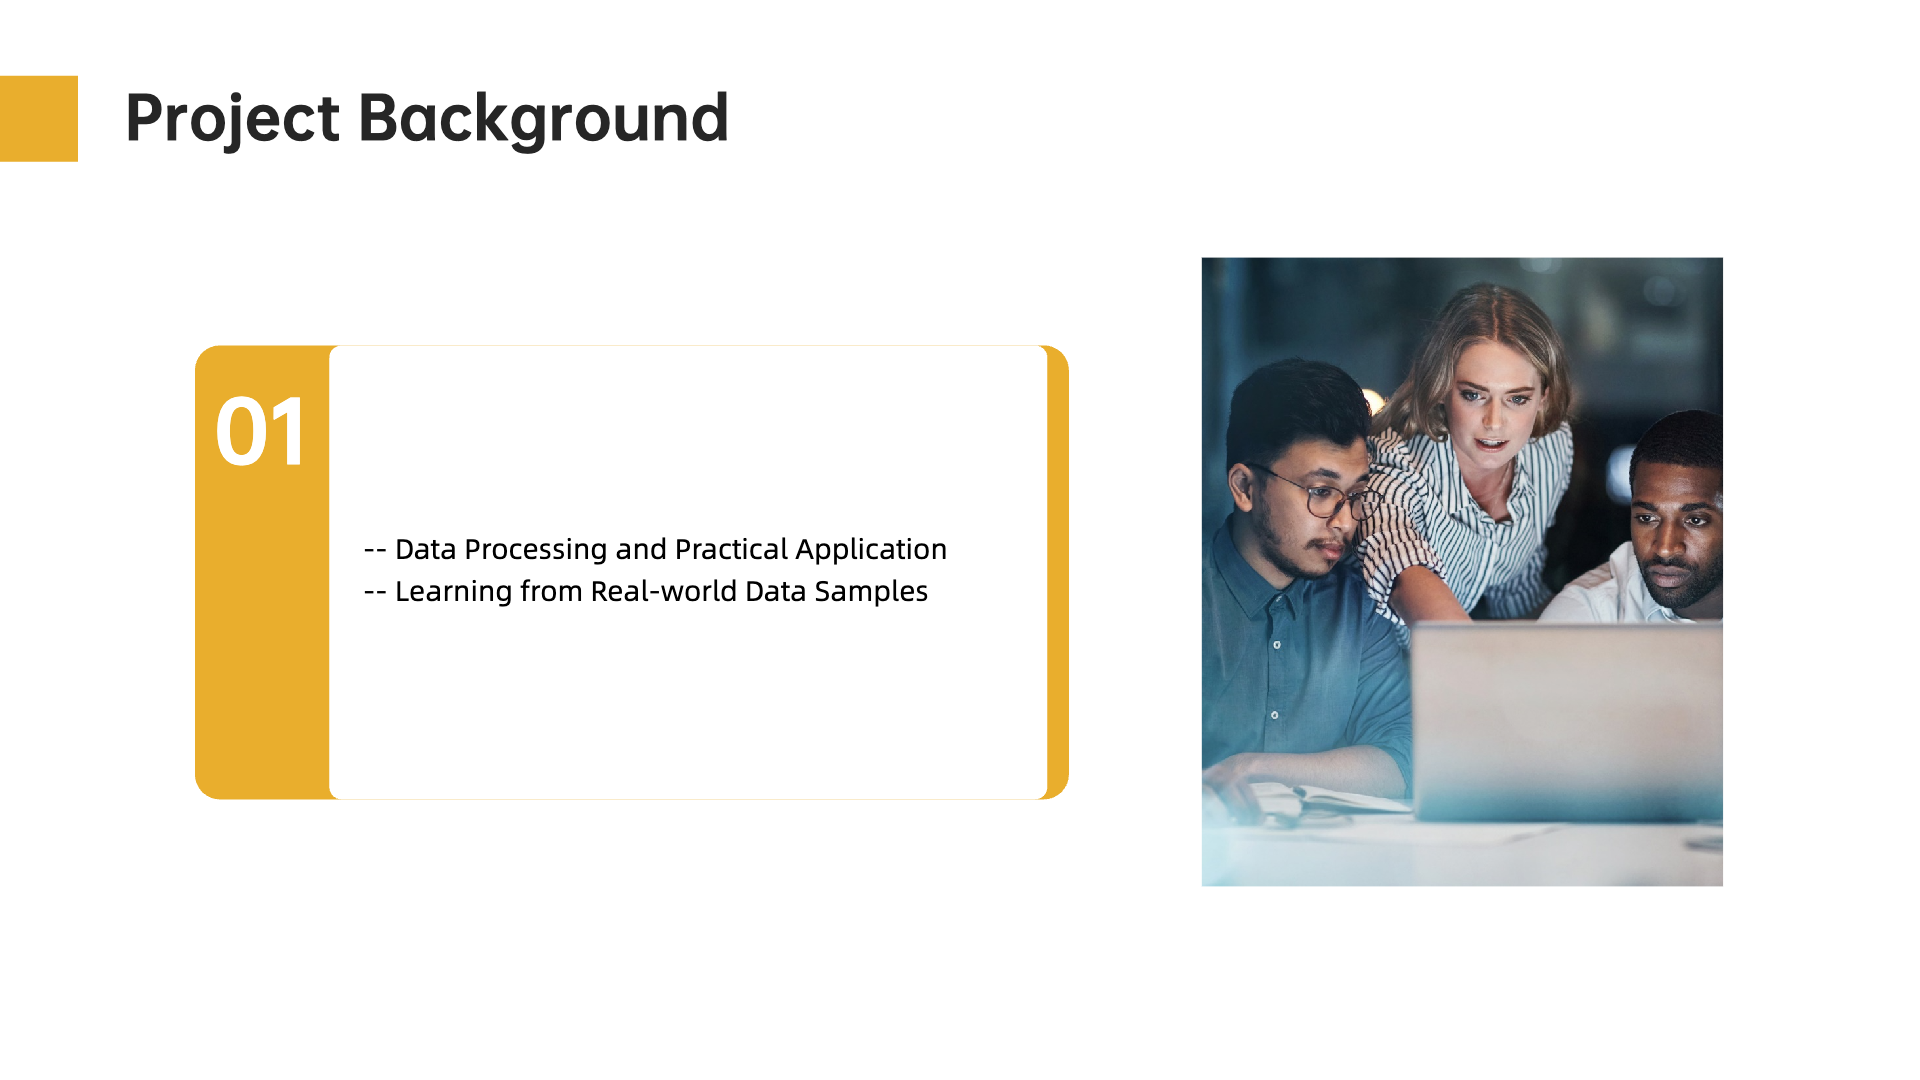 Project Background
01
-- Data Processing and Practical Application
-- Learning from Real-world Data Samples